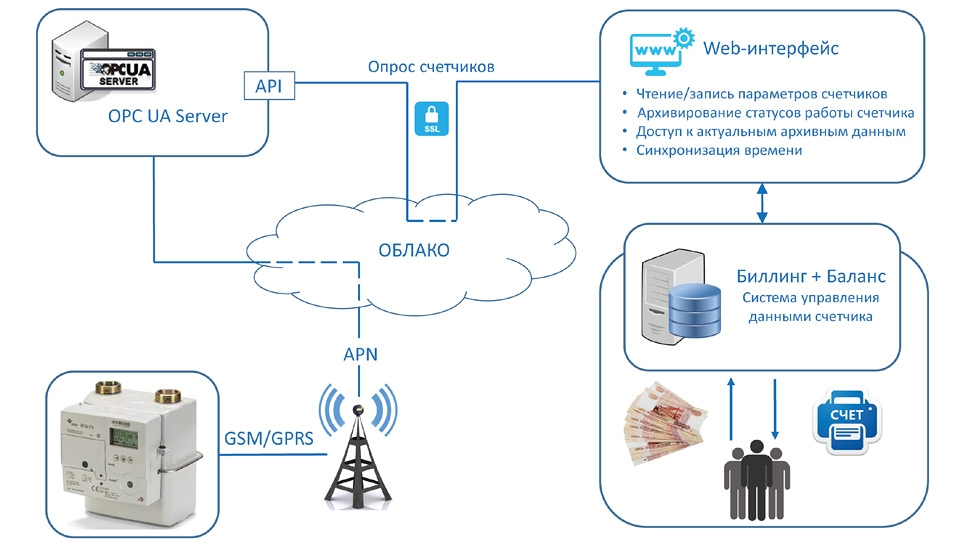 OPCUA
SERVER
OPC UA Server
API
Опрос счетчиков
SSL
www
Web-интерфейс
• Чтение/запись параметров счетчиков
• Архивирование статусов работы счетчика
• Доступ к актуальным архивным данным
• Синхронизация времени
ОБЛАКО
APN
GSM/GPRS
Биллинг + Баланс
Система управления
данными счетчика
СЧЕТ